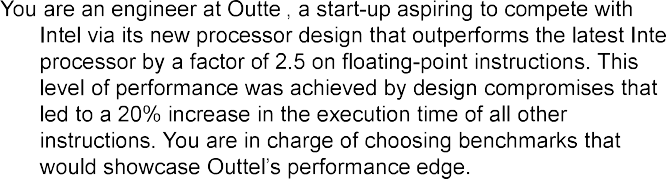 You are an engineer at Outte , a start-up aspiring to compete with
Intel via its new processor design that outperforms the latest Inte
processor by a factor of 2.5 on floating-point instructions. This
level of performance was achieved by design compromises that
led to a 20% increase in the execution time of all other
instructions. You are in charge of choosing benchmarks that
would showcase Outtel's performance edge.